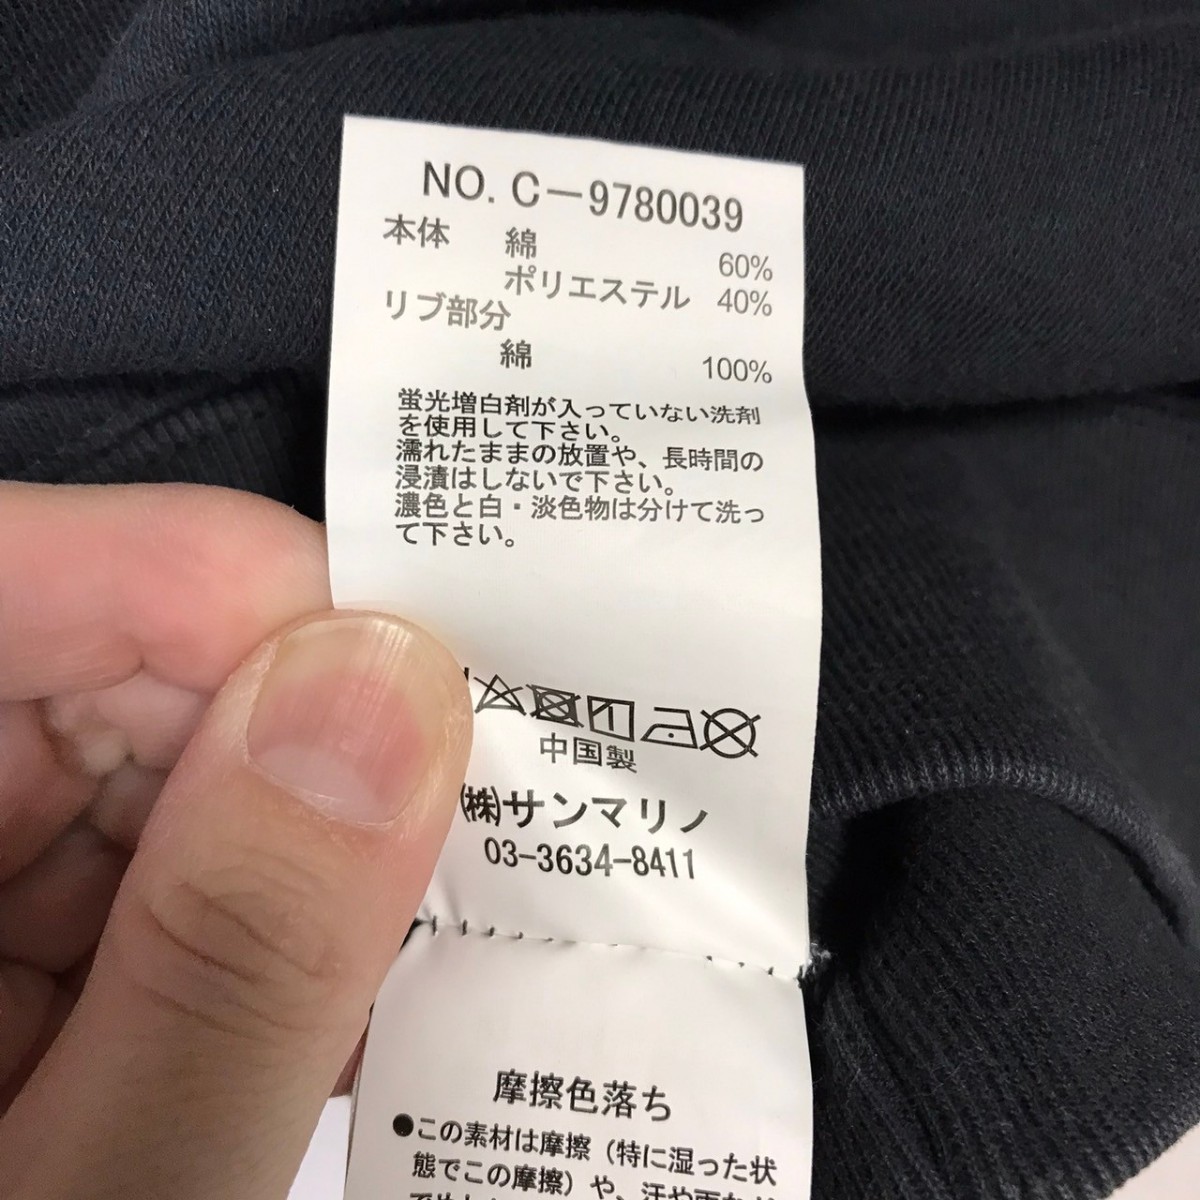 NO. C-9780039
本体 綿 60%
ポリエステル 40%
リブ部分
綿 100%
蛍光増白剤が入っていない洗剤
を使用して下さい。
濡れたままの放置や、長時間の
浸漬はしないで下さい。
濃色と白・淡色物は分けて洗っ
て下さい。
中国製
㈱サンマリノ
03-3634-8411
摩擦色落ち
●この素材は摩擦（特に湿った状
態でこの摩擦）や、汗や雨など